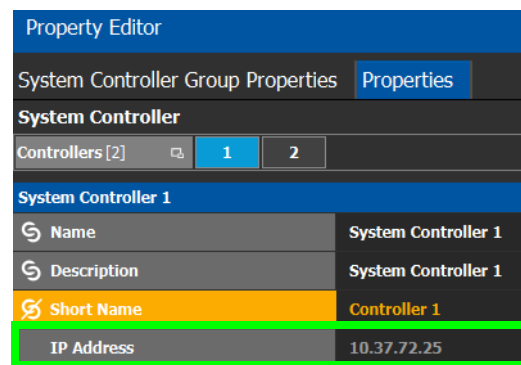 Property Editor
System Controller Group Properties Properties
System Controller
Controllers [2] 1 2
System Controller 1
Name System Controller 1
Description System Controller 1
Short Name Controller 1
IP Address 10.37.72.25